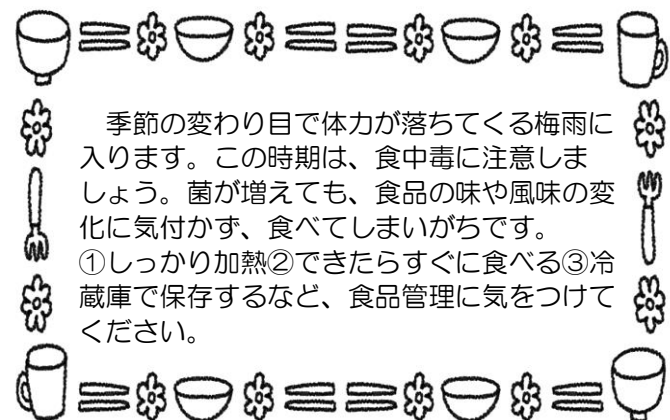 季節の変わり目で体力が落ちてくる梅雨に
入ります。この時期は、食中毒に注意しま
しょう。菌が増えても、食品の味や風味の変
化に気付かず、食べてしまいがちです。
①しっかり加熱②できたらすぐに食べる③冷
蔵庫で保存するなど、食品管理に気をつけて
ください。